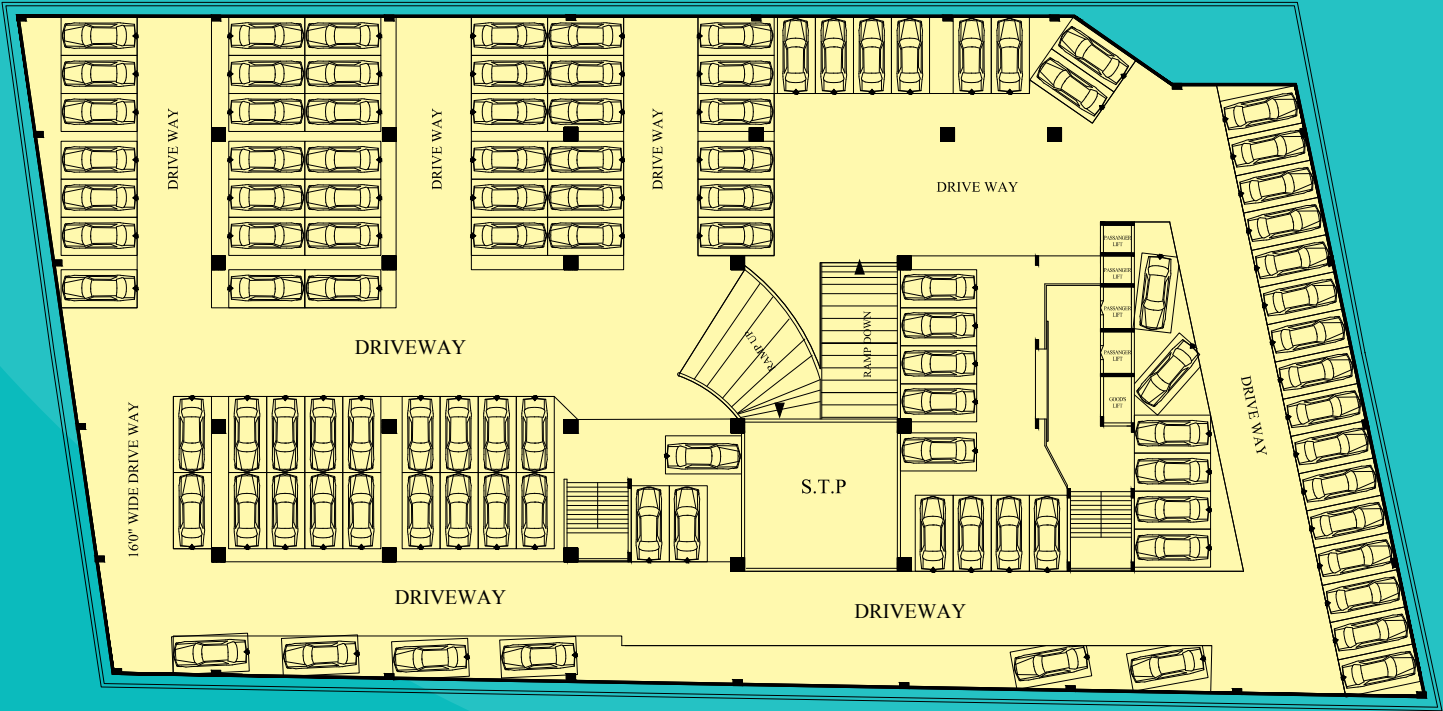 DRIVE WAY
DRIVE WAY
DRIVE WAY
DRIVE WAY
PASSANGER
LIFT
PASSANGER
LIFT
PASSANGER
LIFT
PASSANGER
LIFT
GOODS
LIFT
RAMP UP
RAMP DOWN
DRIVEWAY
DRIVE WAY
16'0" WIDE DRIVE WAY
S.T.P
DRIVEWAY
DRIVEWAY